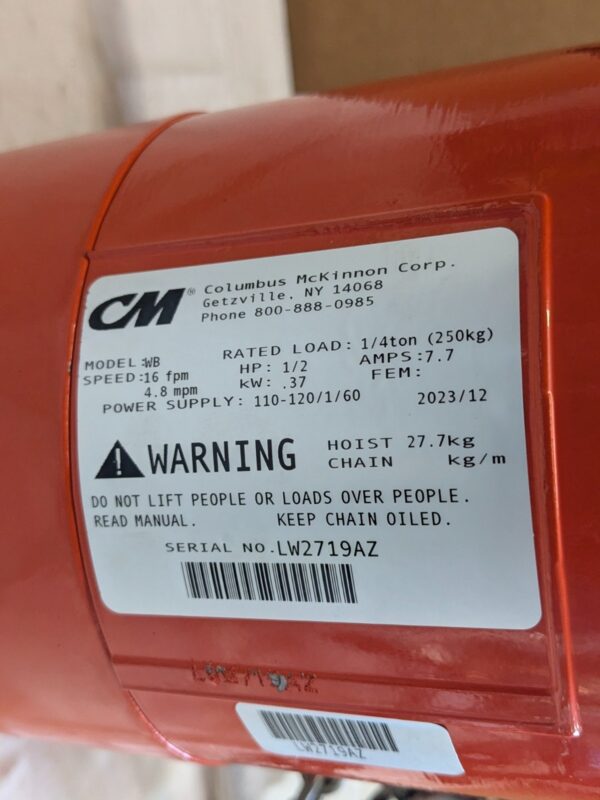 CM® Columbus McKinnon Corp.
Getzville, NY 14068
Phone 800-888-0985
MODEL:WB RATED LOAD: 1/4ton (250kg)
SPEED:16 fpm HP: 1/2 AMPS:7.7
4.8 mpm kW: .37 FEM:
POWER SUPPLY: 110-120/1/60 2023/12
WARNING HOIST 27.7kg
CHAIN kg/m
DO NOT LIFT PEOPLE OR LOADS OVER PEOPLE.
READ MANUAL. KEEP CHAIN OILED.
SERIAL NO.LW2719AZ
LW2719AZ